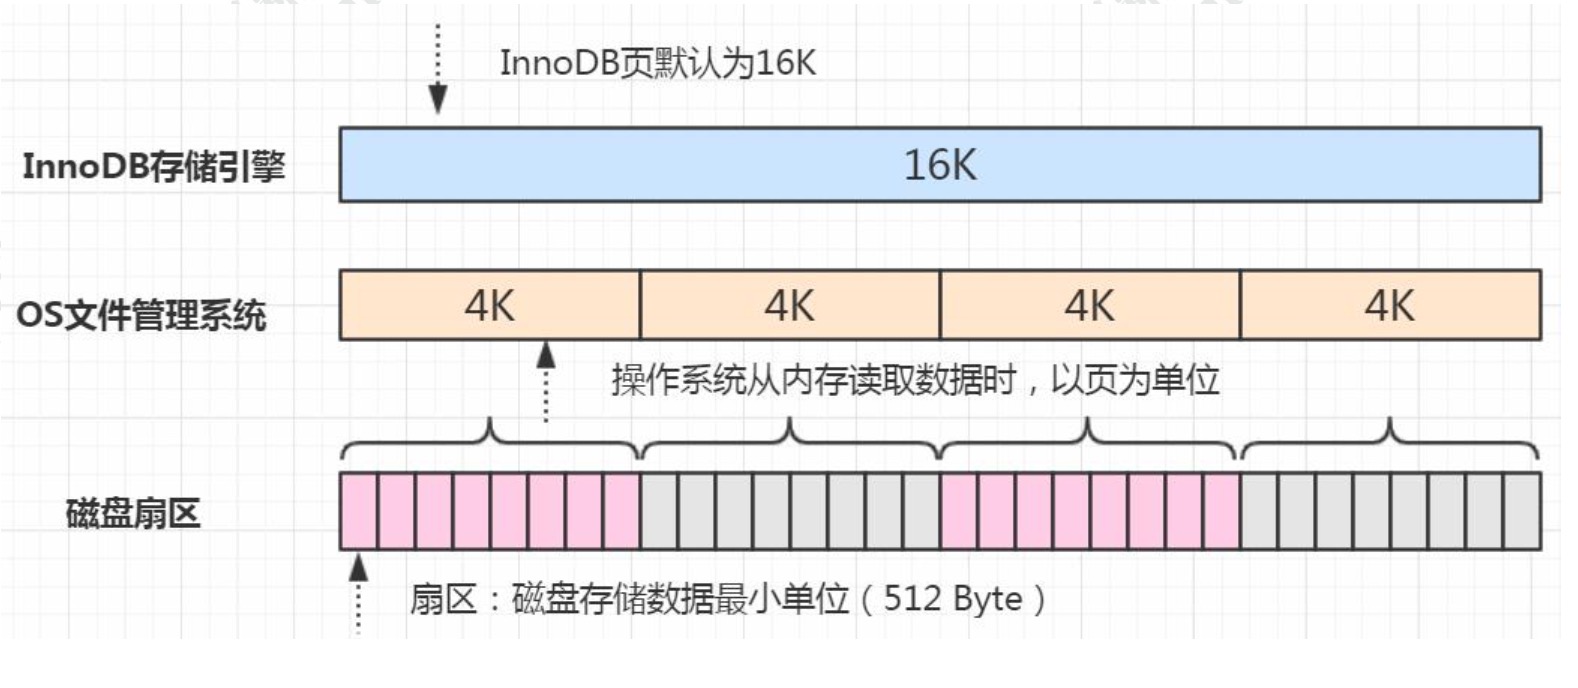 InnoDB页默认为16K
InnoDB存储引擎
16K
OS文件管理系统
4K
4K
4K
4K
操作系统从内存读取数据时，以页为单位
磁盘扇区
扇区：磁盘存储数据最小单位（512 Byte）